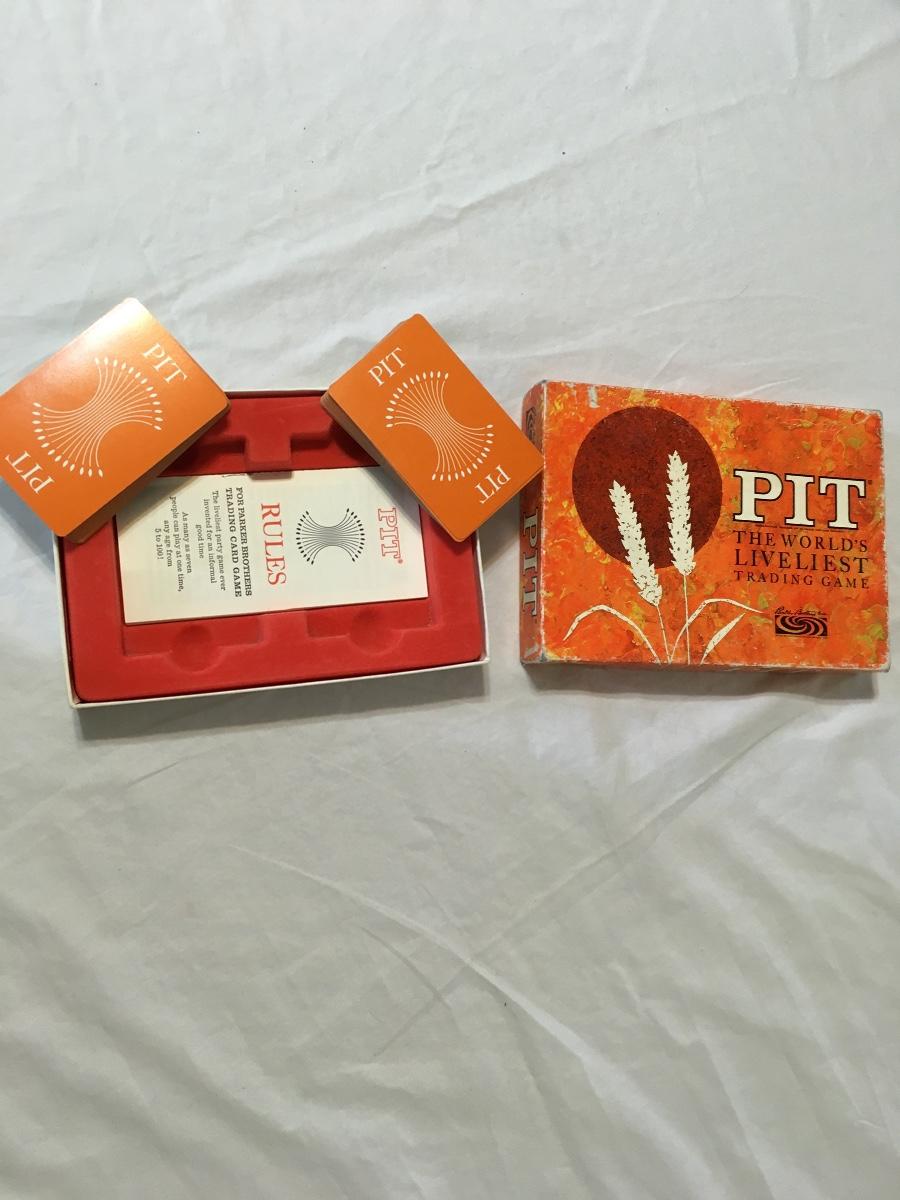 PIT
PIT
PIT
PIT
PIT®
RULES
FOR PARKER BROTHERS
TRADING CARD GAME
The liveliest party game ever
invented for an informal
good time
As many as seven
people can play at one time,
any age from
5 to 100!
PIT
PIT®
THE WORLD'S
LIVELIEST
TRADING GAME
Parker Brothers